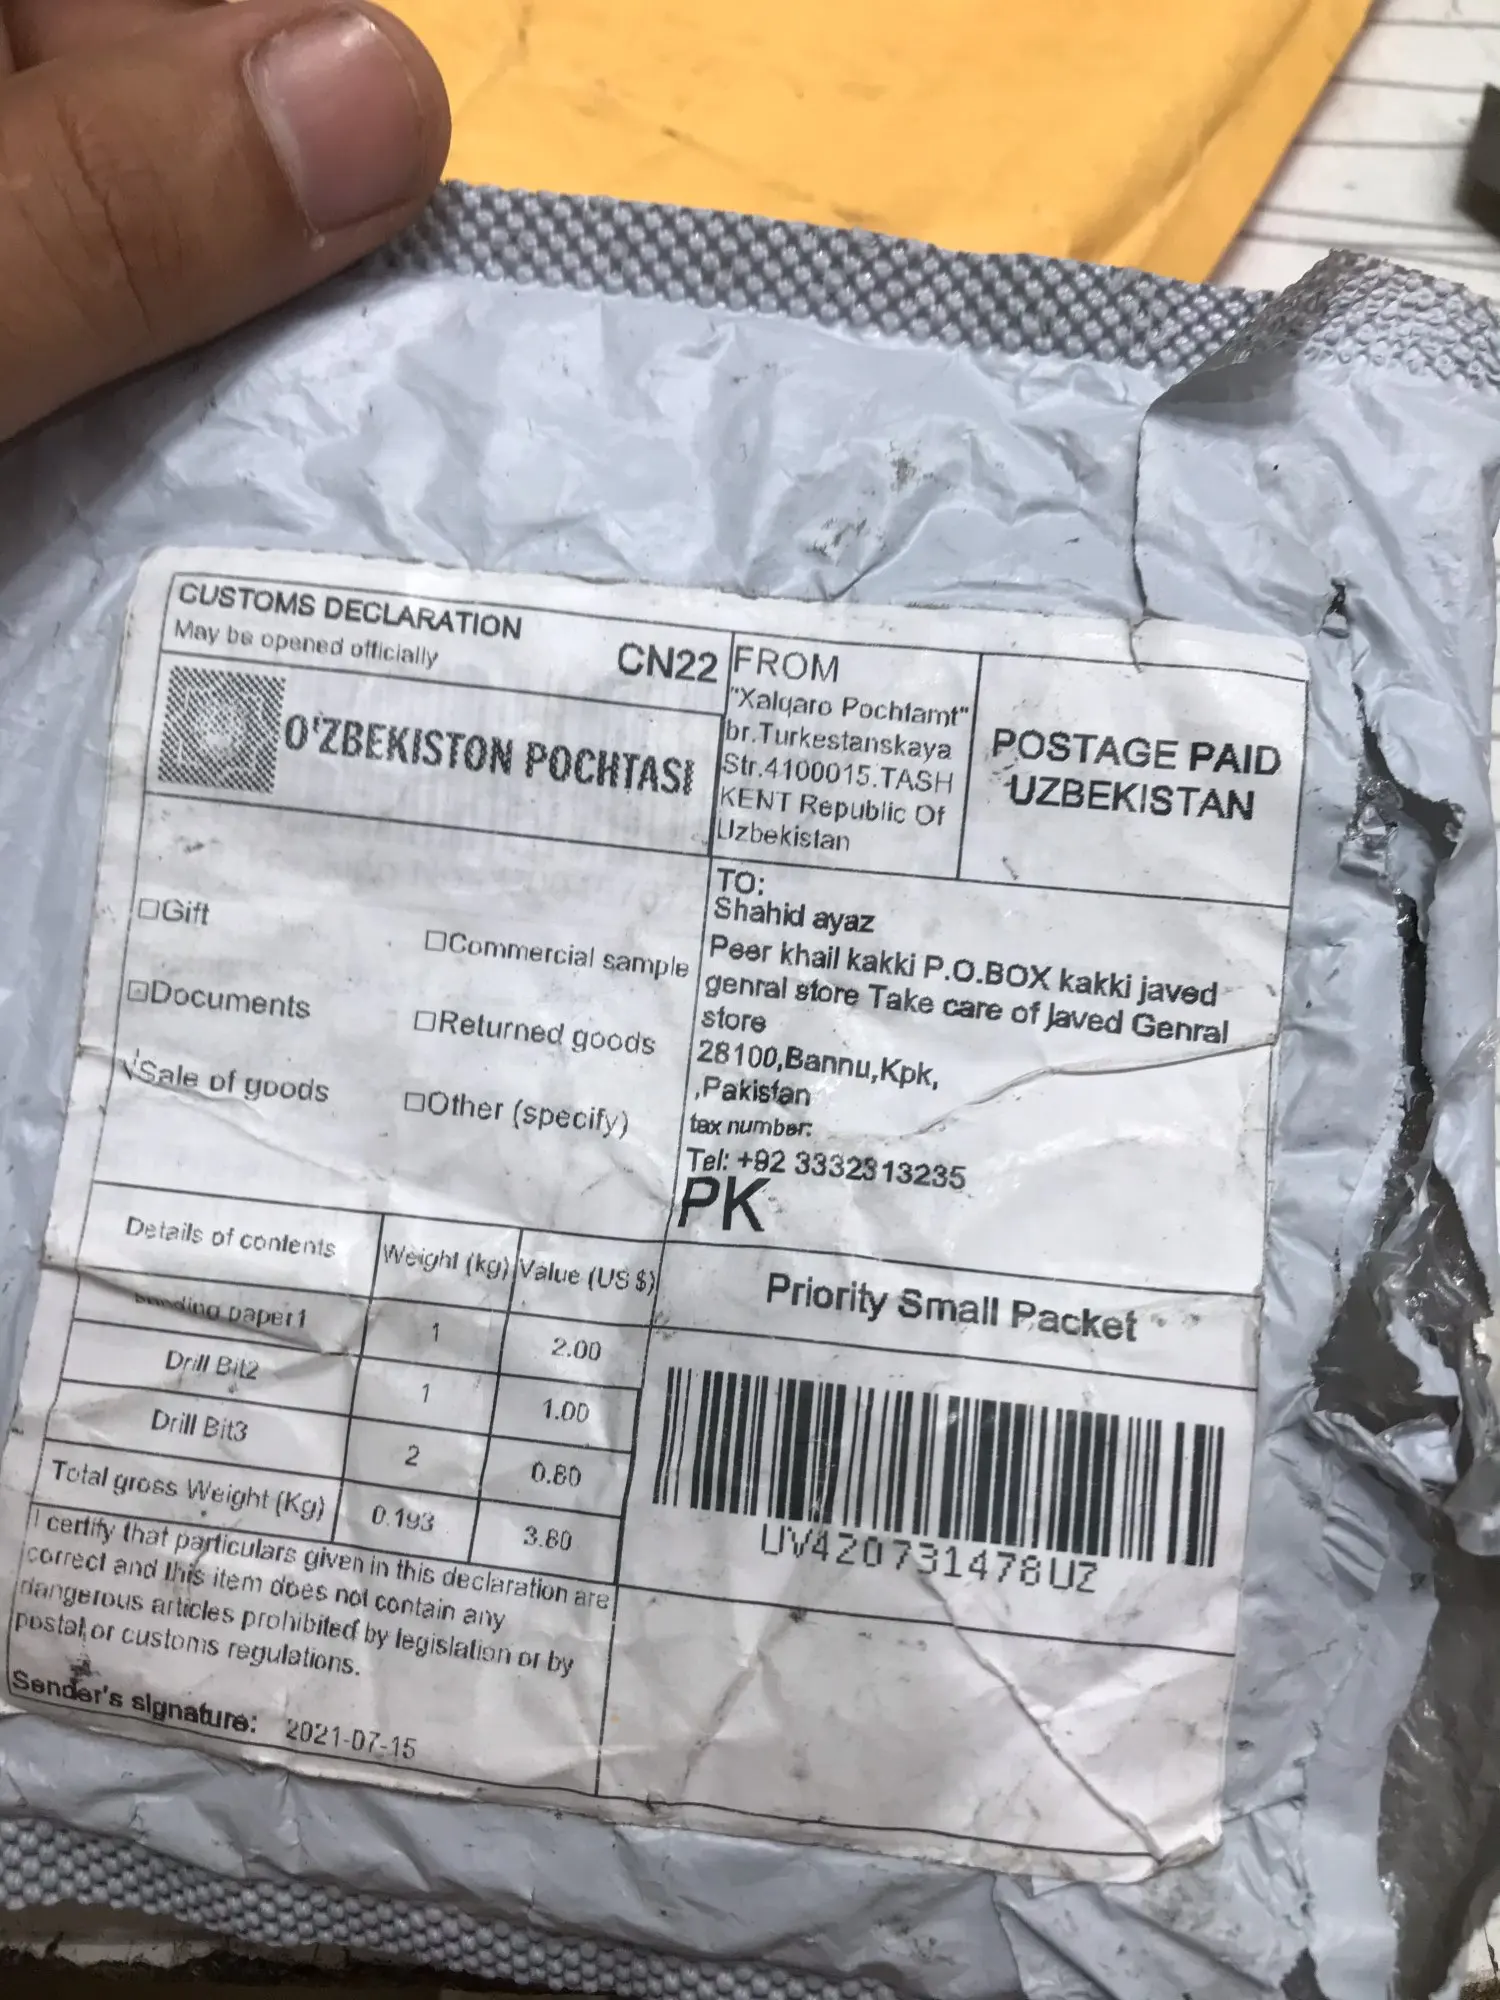 CUSTOMS DECLARATION
May be opened officially
CN22
O'ZBEKISTON POCHTASI
FROM
"Xalqaro Pochtamt"
br.Turkestanskaya
Str.4100015.TASH
KENT Republic Of
Uzbekistan
POSTAGE PAID
UZBEKISTAN
Gift
Commercial sample
Documents
Returned goods
Sale of goods
Other (specify)
TO:
Shahid ayaz
Peer khail kakki P.O.BOX kakki javed
genral store Take care of Javed Genral
store
28100,Bannu,Kpk,
,Pakistan
tax number:
Tel: +92 3332313235
PK
Details of contents Weight (kg) Value (US $)
paper1 1 2.00
Drill Bit2 1 1.00
Drill Bit3 2 0.80
Total gross Weight (Kg) 0.193 3.80
I certify that particulars given in this declaration are
correct and this item does not contain any
dangerous articles prohibited by legislation or by
postal or customs regulations.
Sender's signature: 2021-07-15
Priority Small Packet
UV420731478UZ